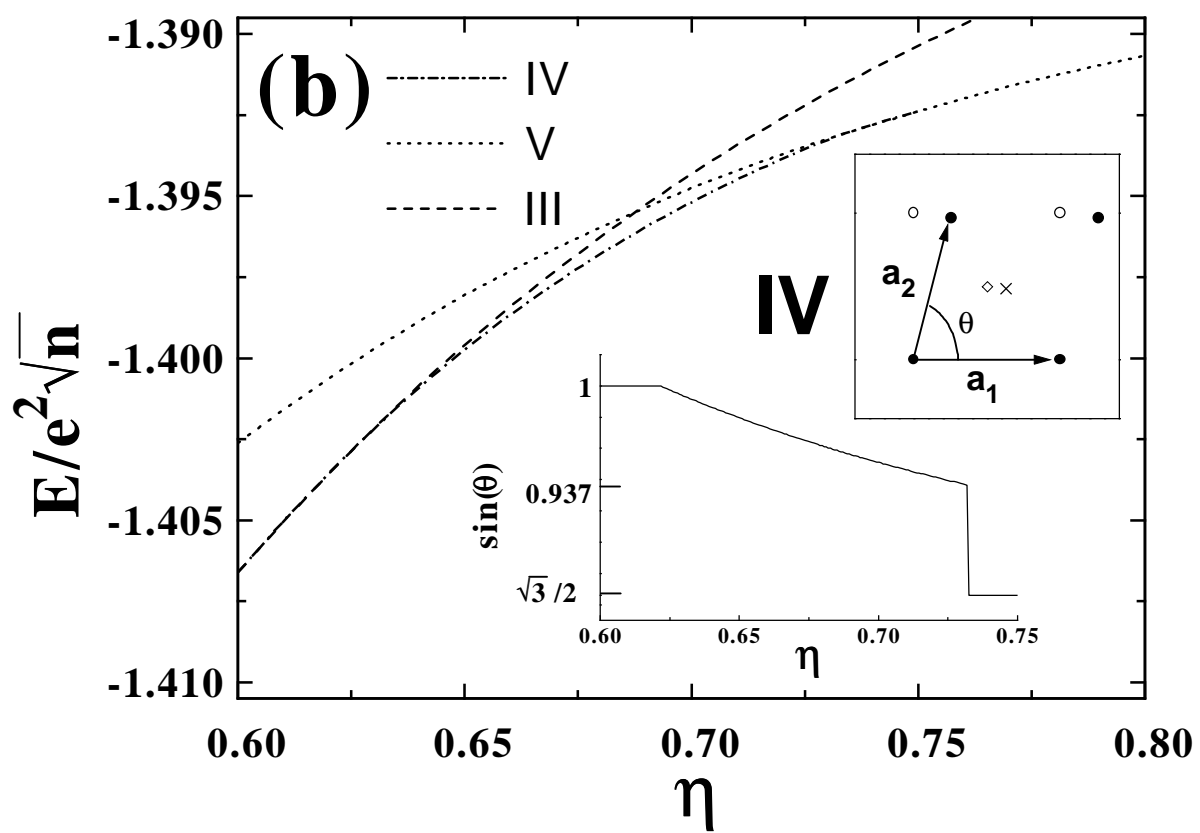 -1.390
(b)
IV
V
III
-1.395
-1.400
-1.405
-1.410
E/e²√n
0.60 0.65 0.70 0.75 0.80
η
IV
a₂
θ
a₁
1
0.937
√3/2
sin(θ)
0.60 0.65 0.70 0.75
η